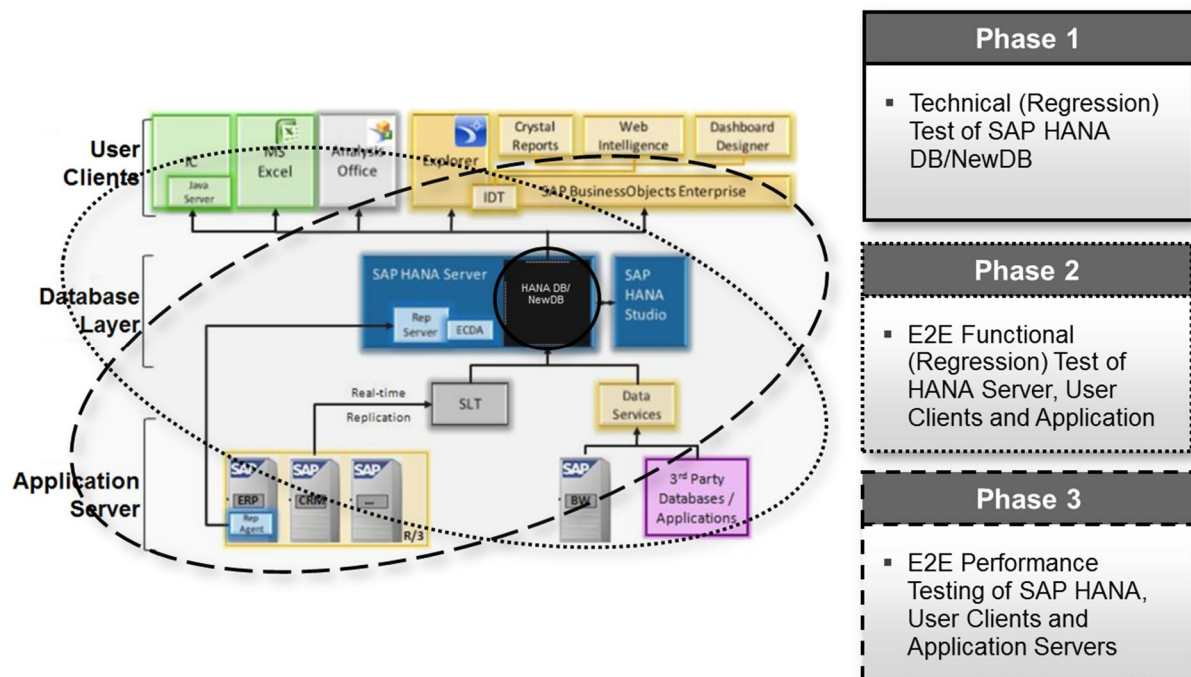 User
Clients
IC
Java
Server
MS
Excel
Analysis
Office
Explorer
Crystal
Reports
Web
Intelligence
Dashboard
Designer
IDT
SAP BusinessObjects Enterprise
Database
Layer
SAP HANA Server
Rep
Server
ECDA
HANA DB/
NewDB
SAP
HANA
Studio
Real-time
Replication
SLT
Data
Services
Application
Server
SAP
ERP
Rep
Agent
SAP
CRM
SAP
...
R/3
SAP
BW
3rd Party
Databases /
Applications
Phase 1
▪ Technical (Regression)
Test of SAP HANA
DB/NewDB
Phase 2
▪ E2E Functional
(Regression) Test of
HANA Server, User
Clients and Application
Phase 3
▪ E2E Performance
Testing of SAP HANA,
User Clients and
Application Servers